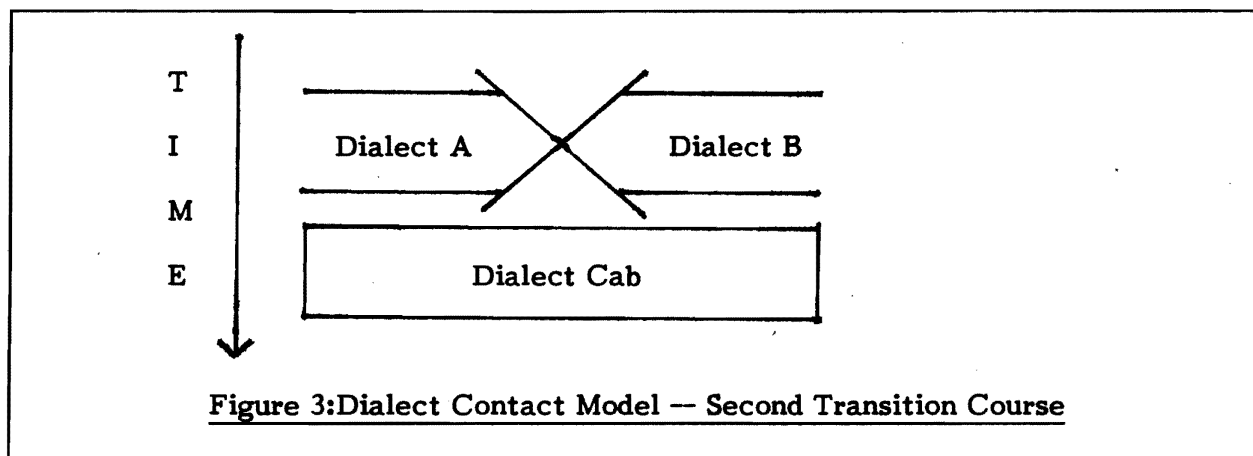 T
I
M
E
Dialect A
Dialect B
Dialect Cab
Figure 3:Dialect Contact Model — Second Transition Course